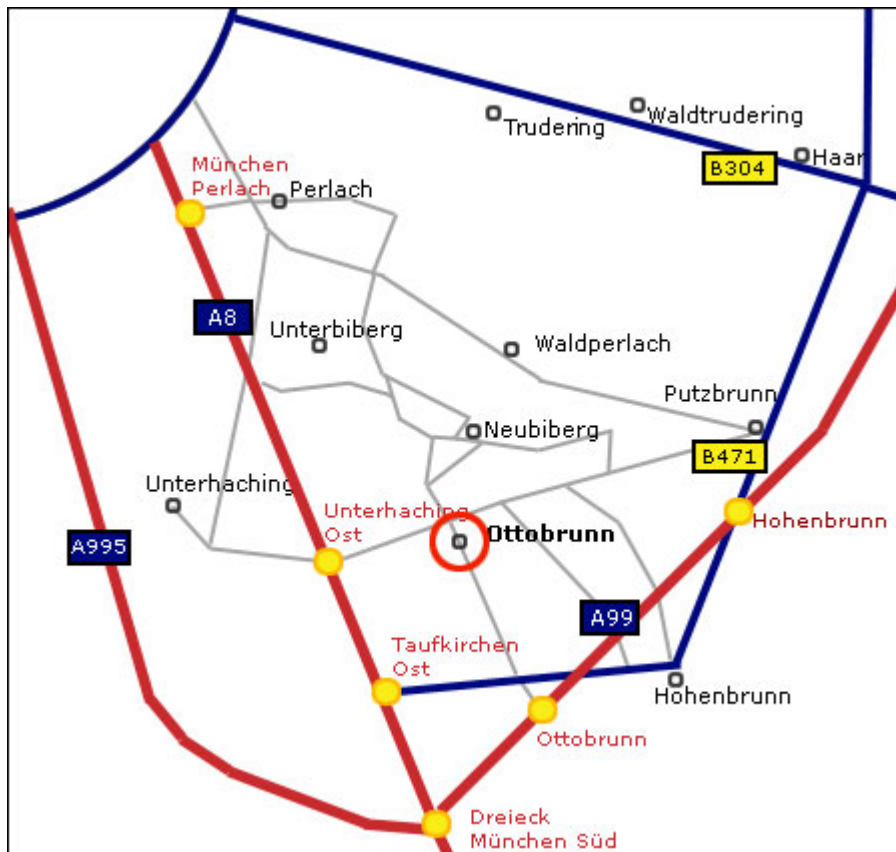 Waldtrudering
Trudering
Haar
B304
München
Perlach
Perlach
A8
Unterbiberg
Waldperlach
Putzbrunn
Neubiberg
B471
Unterhaching
Unterhaching
Ost
Hohenbrunn
Ottobrunn
A995
A99
Taufkirchen
Ost
Hohenbrunn
Ottobrunn
Dreieck
München Süd